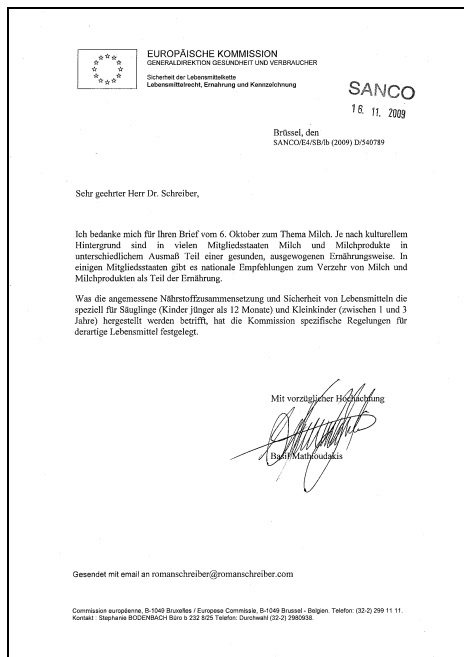 EUROPÄISCHE KOMMISSION
GENERALDIREKTION GESUNDHEIT UND VERBRAUCHER
Sicherheit der Lebensmittelkette
Lebensmittelrecht, Ernährung und Kennzeichnung
SANCO
16. 11. 2009
Brüssel, den
SANCO/E4/SB/lb (2009) D/540789
Sehr geehrter Herr Dr. Schreiber,
Ich bedanke mich für Ihren Brief vom 6. Oktober zum Thema Milch. Je nach kulturellem
Hintergrund sind in vielen Mitgliedsstaaten Milch und Milchprodukte in
unterschiedlichem Ausmaß Teil einer gesunden, ausgewogenen Ernährungsweise. In
einigen Mitgliedsstaaten gibt es nationale Empfehlungen zum Verzehr von Milch und
Milchprodukten als Teil der Ernährung.
Was die angemessene Nährstoffzusammensetzung und Sicherheit von Lebensmitteln die
speziell für Säuglinge (Kinder jünger als 12 Monate) und Kleinkinder (zwischen 1 und 3
Jahre) hergestellt werden betrifft, hat die Kommission spezifische Regelungen für
derartige Lebensmittel festgelegt.
Mit vorzüglicher Hochachtung
Basil Mathioudakis
Gesendet mit email an romanschreiber@romanschreiber.com
Commission européenne, B-1049 Bruxelles / Europese Commissie, B-1049 Brussel - Belgien. Telefon: (32-2) 299 11 11.
Kontakt : Stephanie BODENBACH Büro b 232 8/25 Telefon: Durchwahl (32-2) 2980938.